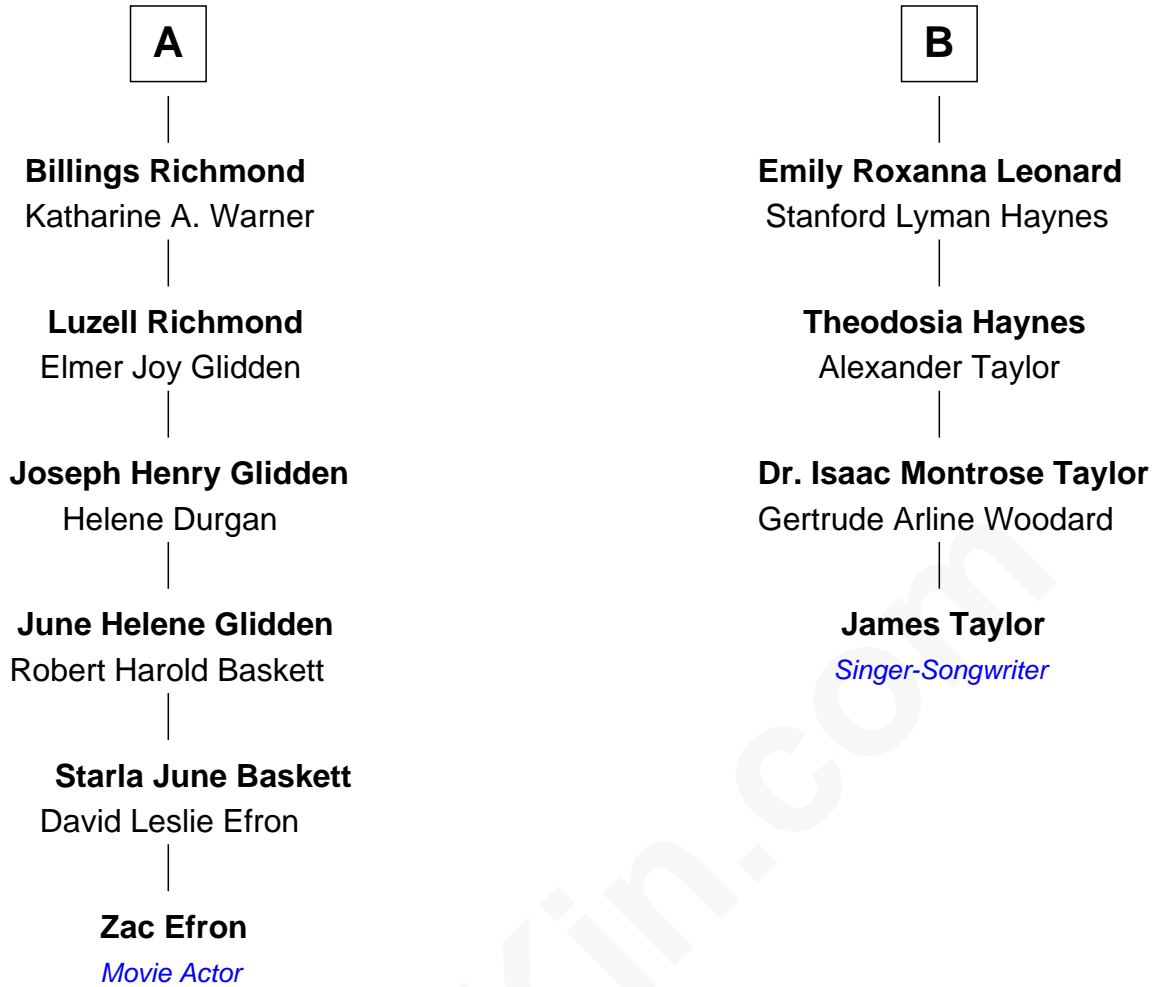 A
Billings Richmond
Katharine A. Warner
Luzell Richmond
Elmer Joy Glidden
Joseph Henry Glidden
Helene Durgan
June Helene Glidden
Robert Harold Baskett
Starla June Baskett
David Leslie Efron
Zac Efron
Movie Actor
B
Emily Roxanna Leonard
Stanford Lyman Haynes
Theodosia Haynes
Alexander Taylor
Dr. Isaac Montrose Taylor
Gertrude Arline Woodard
James Taylor
Singer-Songwriter
Kin.com